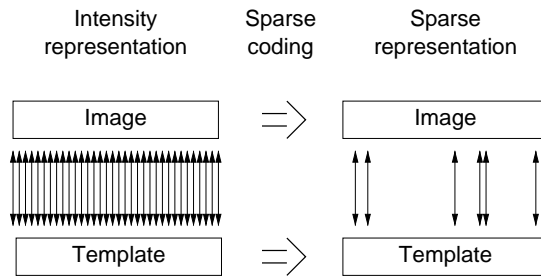 Intensity
representation
Sparse
coding
Sparse
representation
Image
Image
Template
Template